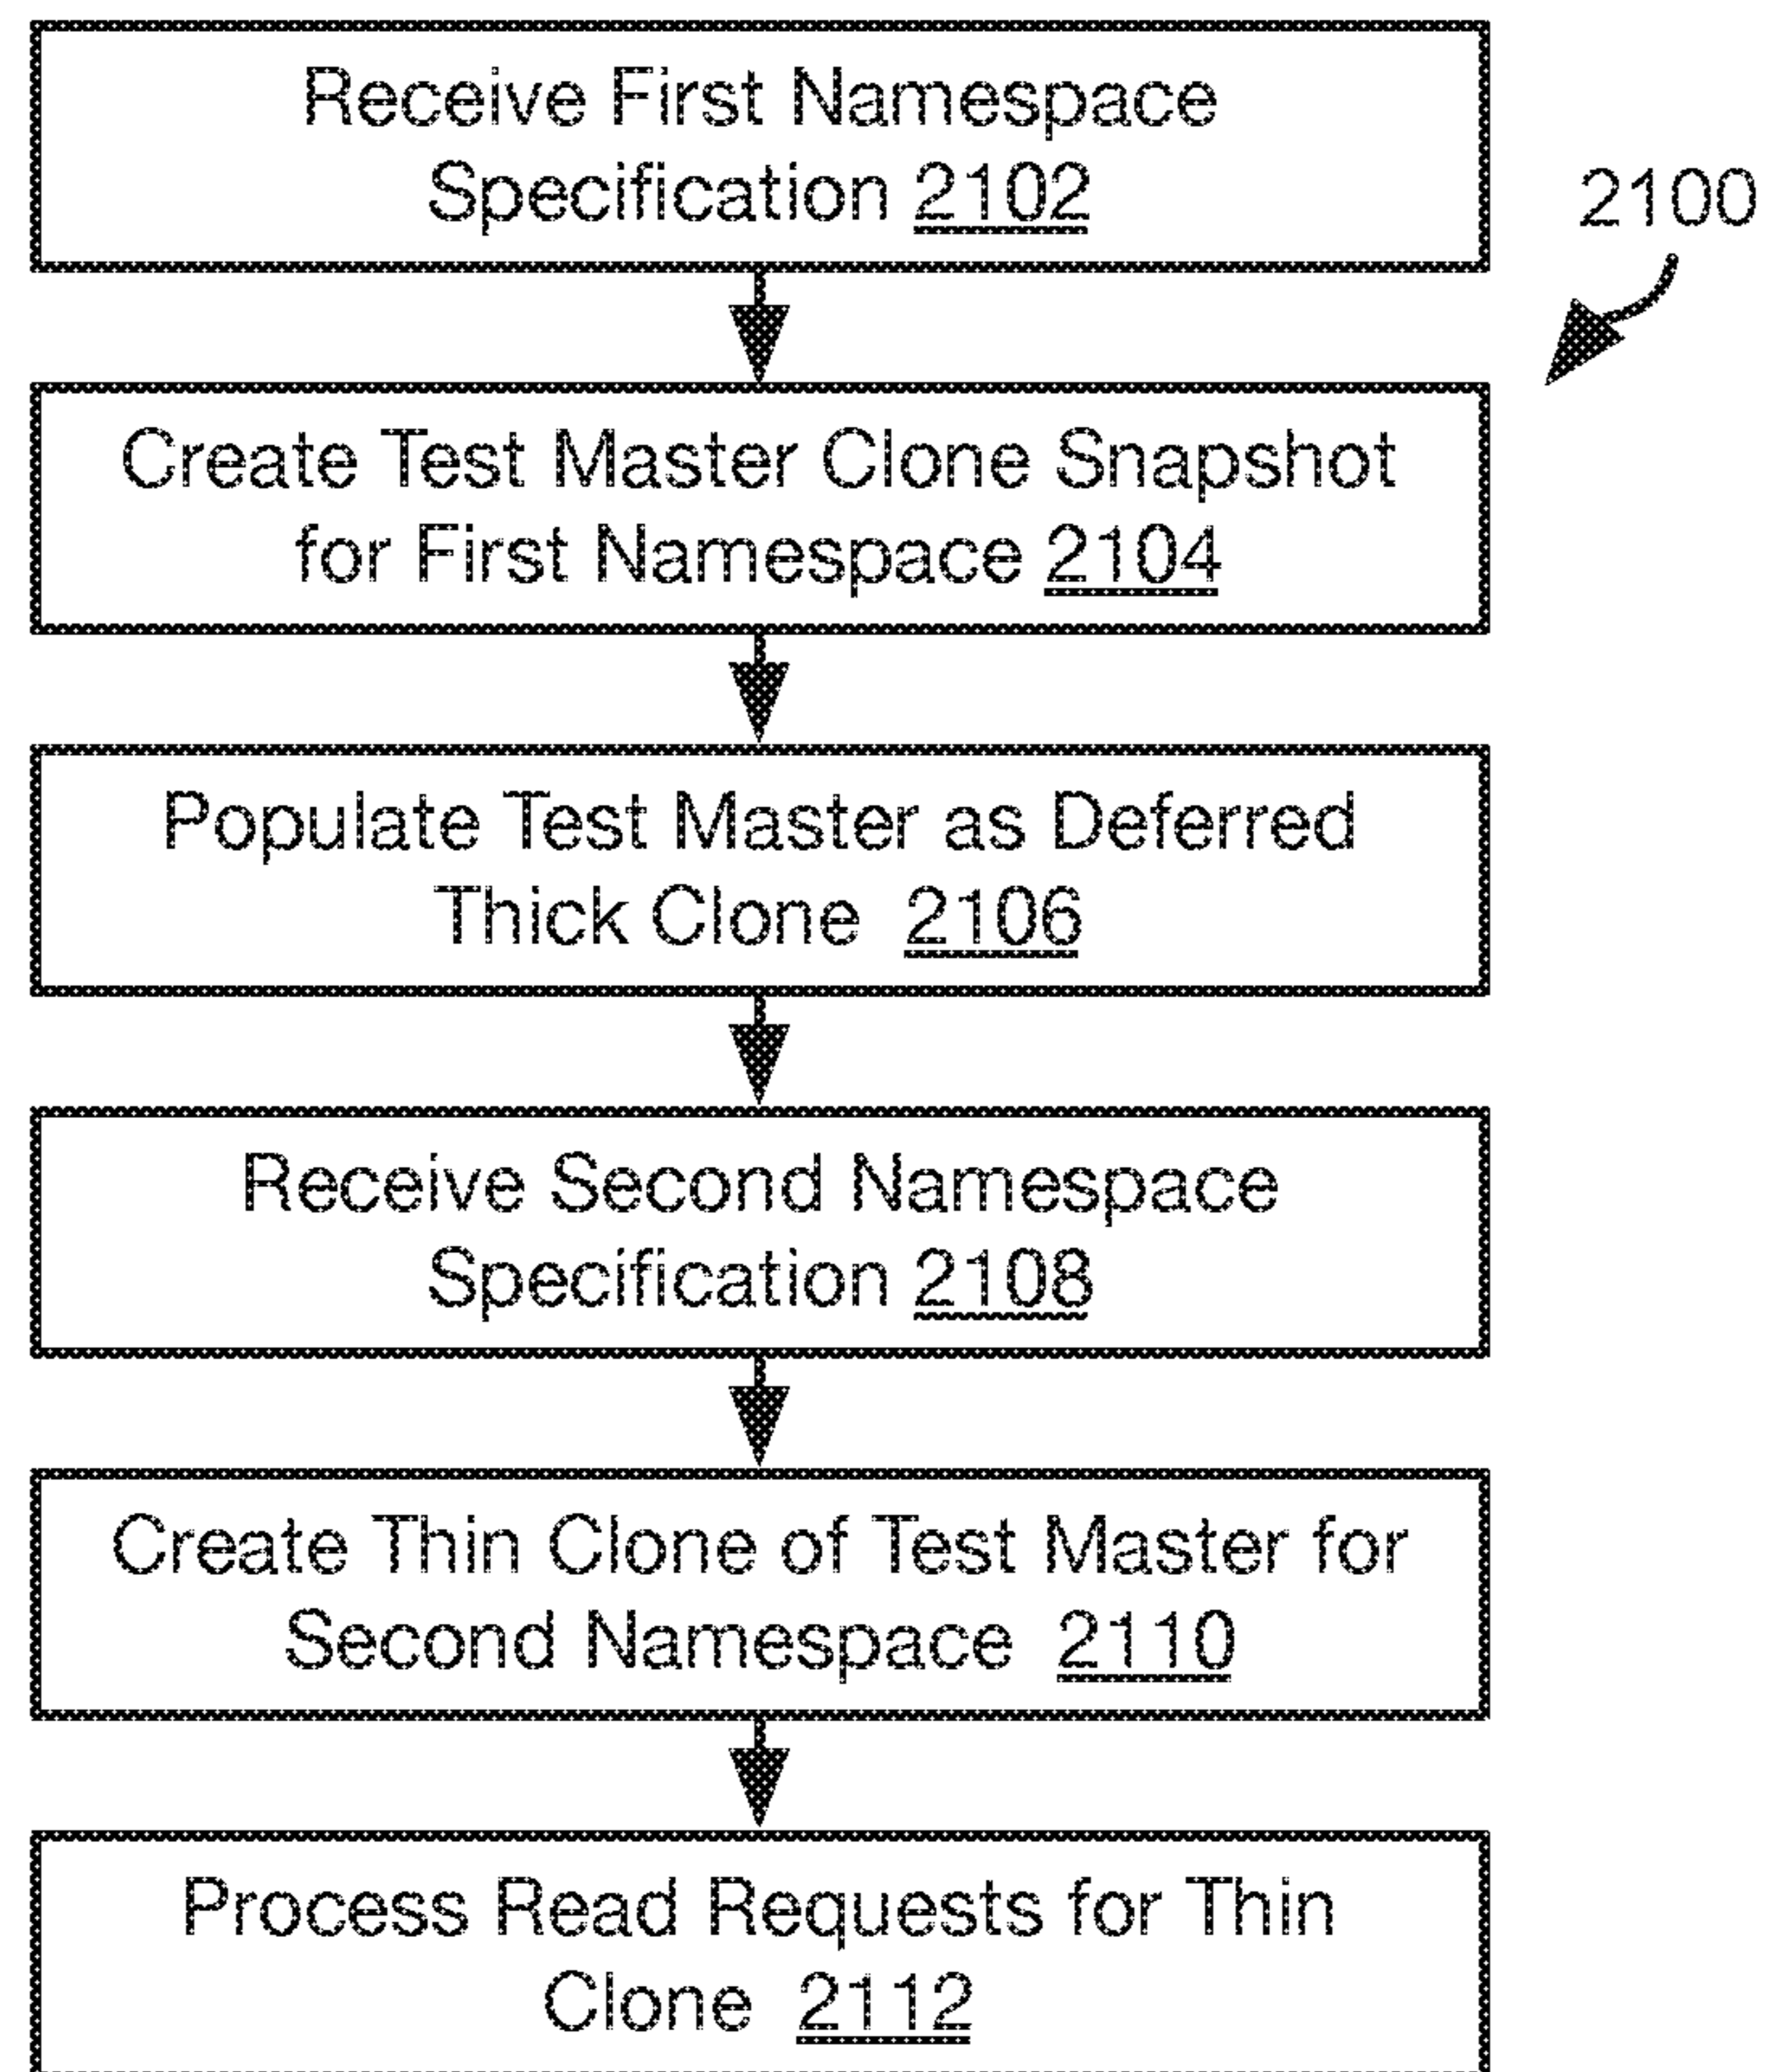 Receive First Namespace
Specification 2102
2100
Create Test Master Clone Snapshot
for First Namespace 2104
Populate Test Master as Deferred
Thick Clone 2106
Receive Second Namespace
Specification 2108
Create Thin Clone of Test Master for
Second Namespace 2110
Process Read Requests for Thin
Clone 2112